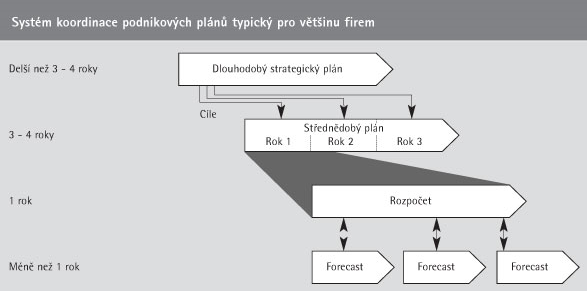 Systém koordinace podnikových plánů typický pro většinu firem
Delší než 3 - 4 roky
Dlouhodobý strategický plán
Cíle
3 - 4 roky
Střednědobý plán
Rok 1 Rok 2 Rok 3
1 rok
Rozpočet
Méně než 1 rok
Forecast Forecast Forecast